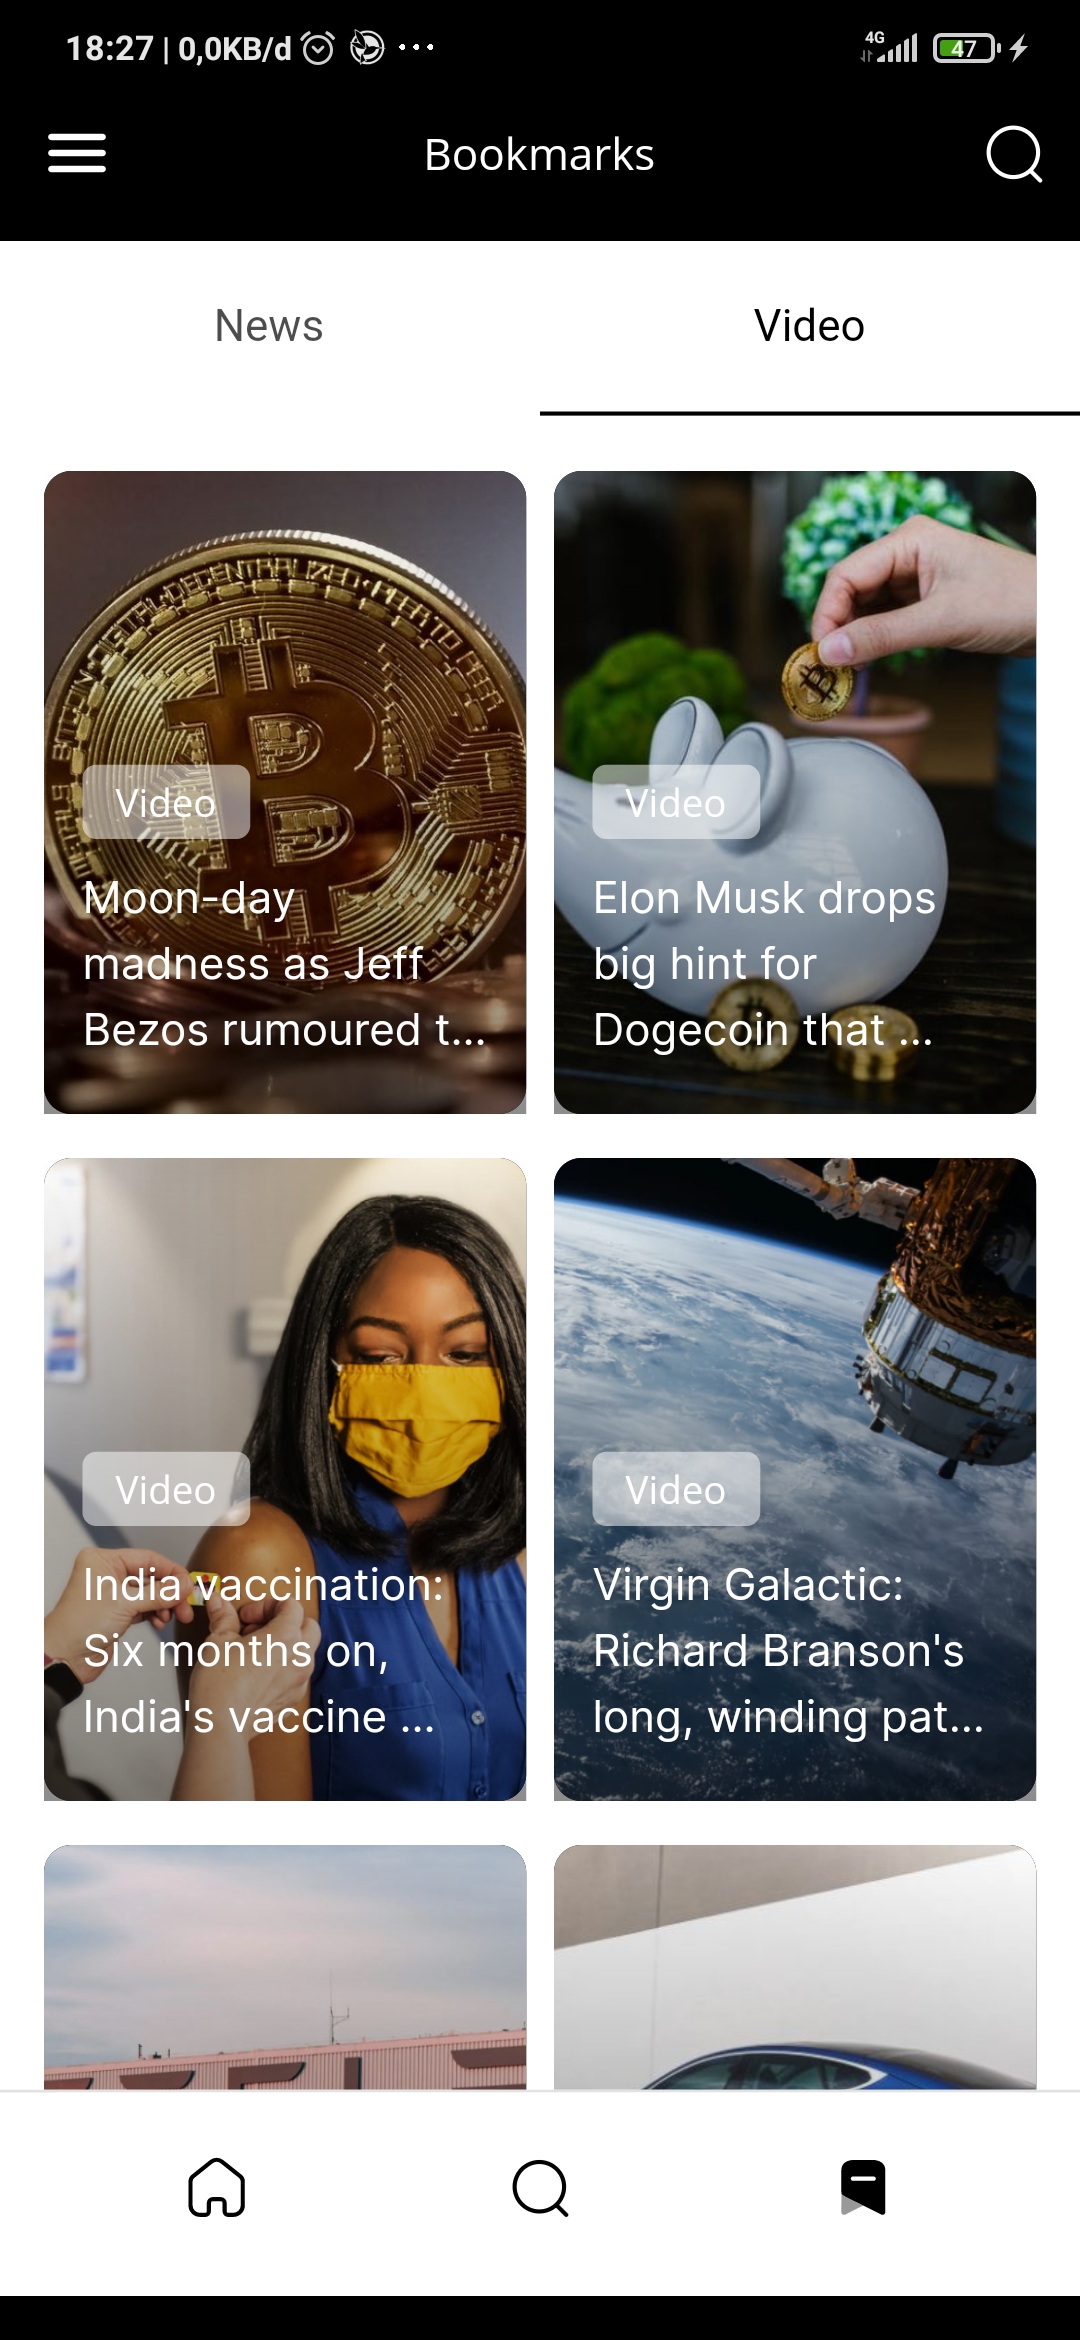 18:27 | 0,0KB/d ...
4G
47
Bookmarks
News
Video
Video
Moon-day
madness as Jeff
Bezos rumoured t...
Video
Elon Musk drops
big hint for
Dogecoin that ...
Video
India vaccination:
Six months on,
India's vaccine ...
Video
Virgin Galactic:
Richard Branson's
long, winding pat...